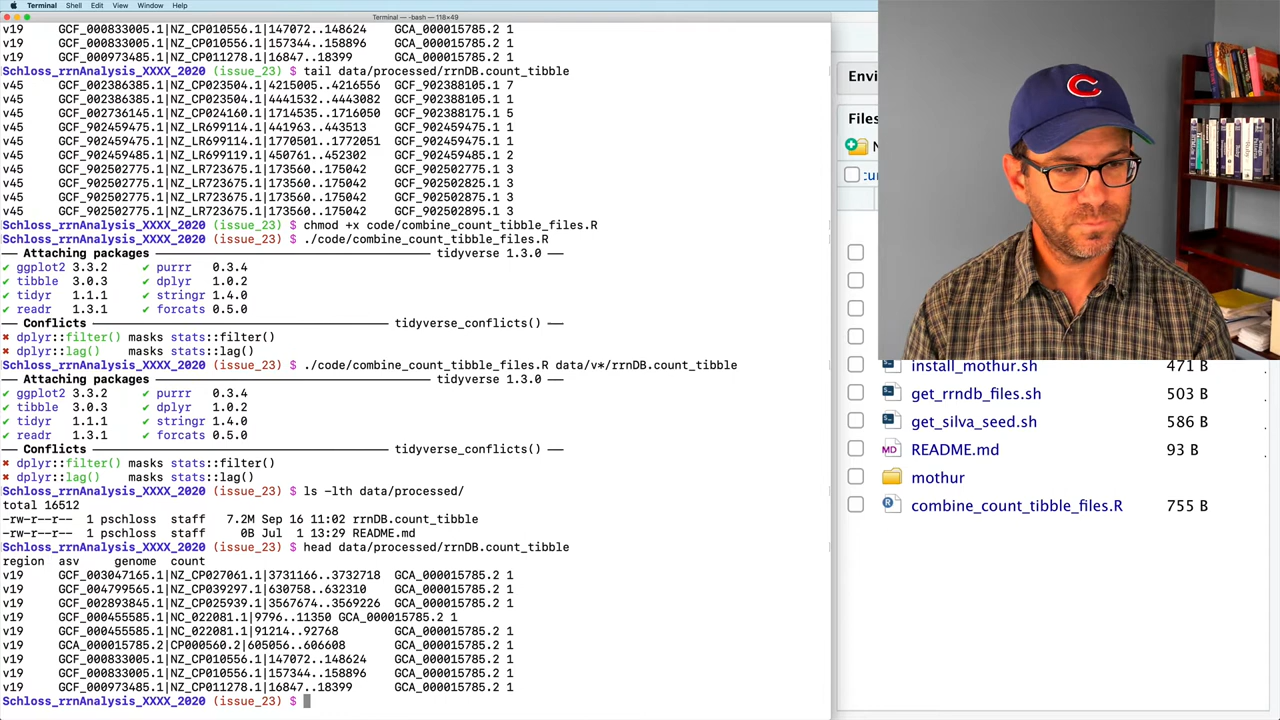 Shell Edit View Window Help
Terminal — -bash — 118×49
v19 GCF_000833005.1|NZ_CP010556.1|147072..148624 GCA_000015785.2 1
v19 GCF_000833005.1|NZ_CP010556.1|157344..158896 GCA_000015785.2 1
v19 GCF_000973485.1|NZ_CP011278.1|16847..18399 GCA_000015785.2 1
Schloss_rrnAnalysis_XXXX_2020 (issue_23) $ tail data/processed/rrnDB.count_tibble
v45 GCF_002386385.1|NZ_CP023504.1|4215005..4216556 GCF_902388105.1 7
v45 GCF_002386385.1|NZ_CP023504.1|4441532..4443082 GCF_902388105.1 1
v45 GCF_002736145.1|NZ_CP024160.1|1714535..1716050 GCF_902388175.1 5
v45 GCF_902459475.1|NZ_LR699114.1|441963..443513 GCF_902459475.1 1
v45 GCF_902459475.1|NZ_LR699114.1|1770501..1772051 GCF_902459475.1 1
v45 GCF_902459485.1|NZ_LR699119.1|450761..452302 GCF_902459485.1 2
v45 GCF_902502775.1|NZ_LR723675.1|173560..175042 GCF_902502775.1 3
v45 GCF_902502775.1|NZ_LR723675.1|173560..175042 GCF_902502825.1 3
v45 GCF_902502775.1|NZ_LR723675.1|173560..175042 GCF_902502875.1 3
v45 GCF_902502775.1|NZ_LR723675.1|173560..175042 GCF_902502895.1 3
Schloss_rrnAnalysis_XXXX_2020 (issue_23) $ chmod +x code/combine_count_tibble_files.R
Schloss_rrnAnalysis_XXXX_2020 (issue_23) $ ./code/combine_count_tibble_files.R
— Attaching packages ——— tidyverse 1.3.0 —
✔ ggplot2 3.3.2 ✔ purrr 0.3.4
✔ tibble 3.0.3 ✔ dplyr 1.0.2
✔ tidyr 1.1.1 ✔ stringr 1.4.0
✔ readr 1.3.1 ✔ forcats 0.5.0
— Conflicts ——— tidyverse_conflicts() —
✖ dplyr::filter() masks stats::filter()
✖ dplyr::lag() masks stats::lag()
Schloss_rrnAnalysis_XXXX_2020 (issue_23) $ ./code/combine_count_tibble_files.R data/v*/rrnDB.count_tibble
— Attaching packages ——— tidyverse 1.3.0 —
✔ ggplot2 3.3.2 ✔ purrr 0.3.4
✔ tibble 3.0.3 ✔ dplyr 1.0.2
✔ tidyr 1.1.1 ✔ stringr 1.4.0
✔ readr 1.3.1 ✔ forcats 0.5.0
— Conflicts ——— tidyverse_conflicts() —
✖ dplyr::filter() masks stats::filter()
✖ dplyr::lag() masks stats::lag()
Schloss_rrnAnalysis_XXXX_2020 (issue_23) $ ls -lth data/processed/
total 16512
-rw-r--r-- 1 pschloss staff 7.2M Sep 16 11:02 rrnDB.count_tibble
-rw-r--r-- 1 pschloss staff 0B Jul 1 13:29 README.md
Schloss_rrnAnalysis_XXXX_2020 (issue_23) $ head data/processed/rrnDB.count_tibble
region asv genome count
v19 GCF_003047165.1|NZ_CP027061.1|3731166..3732718 GCA_000015785.2 1
v19 GCF_004799565.1|NZ_CP039297.1|630758..632310 GCA_000015785.2 1
v19 GCF_002893845.1|NZ_CP025939.1|3567674..3569226 GCA_000015785.2 1
v19 GCF_000455585.1|NC_022081.1|9796..11350 GCA_000015785.2 1
v19 GCF_000455585.1|NC_022081.1|91214..92768 GCA_000015785.2 1
v19 GCA_000015785.2|CP000560.2|605056..606608 GCA_000015785.2 1
v19 GCF_000833005.1|NZ_CP010556.1|147072..148624 GCA_000015785.2 1
v19 GCF_000833005.1|NZ_CP010556.1|157344..158896 GCA_000015785.2 1
v19 GCF_000973485.1|NZ_CP011278.1|16847..18399 GCA_000015785.2 1
Schloss_rrnAnalysis_XXXX_2020 (issue_23) $
Envi
Files
N
cu
C
install_mothur.sh 471 B
get_rrndb_files.sh 503 B
get_silva_seed.sh 586 B
MD README.md 93 B
mothur
R combine_count_tibble_files.R 755 B